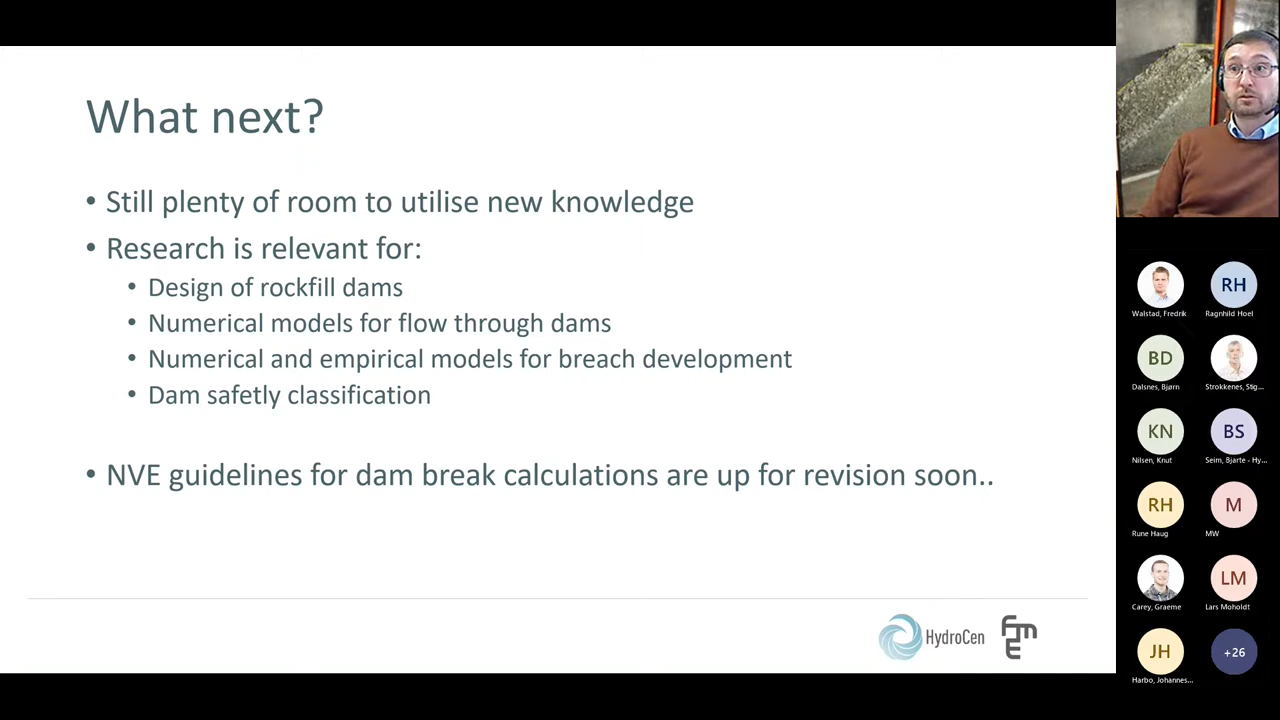 What next?
• Still plenty of room to utilise new knowledge
• Research is relevant for:
• Design of rockfill dams
• Numerical models for flow through dams
• Numerical and empirical models for breach development
• Dam safetly classification
• NVE guidelines for dam break calculations are up for revision soon..
HydroCen
fme
RH
Walstad, Fredrik
Ragnhild Hoel
BD
Dalsnes, Bjørn
Strokkenes, Stig...
KN
BS
Nilsen, Knut
Seim, Bjarte - Hy...
RH
M
Rune Haug
MW
LM
Carey, Graeme
Lars Moholdt
JH
+26
Harbo, Johannes...